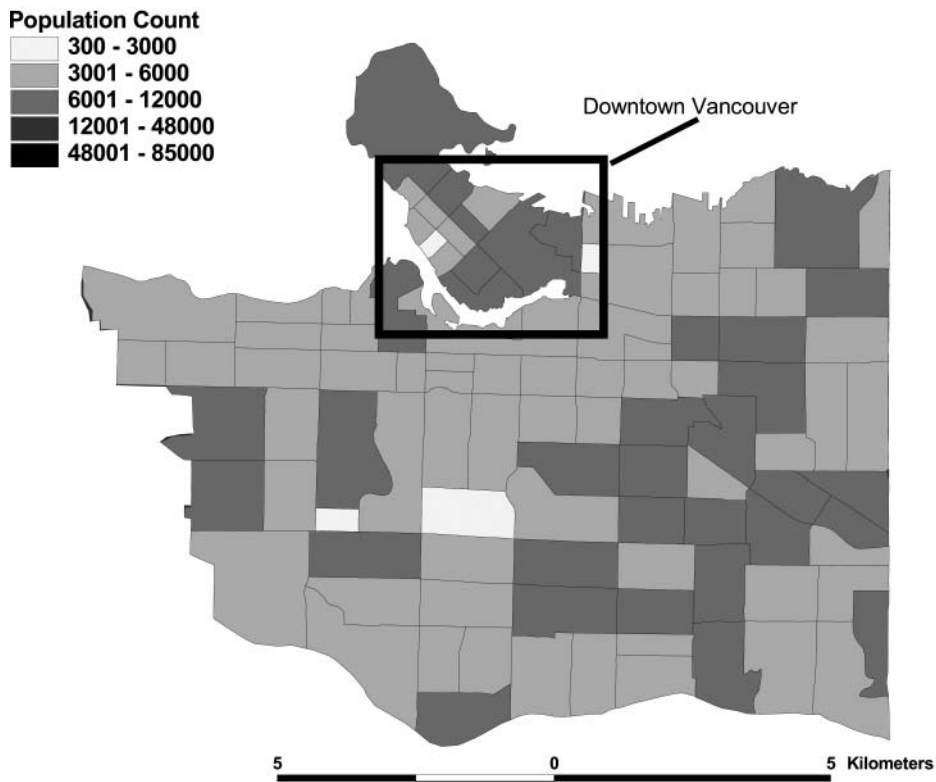 Population Count
300 - 3000
3001 - 6000
6001 - 12000
12001 - 48000
48001 - 85000
Downtown Vancouver
5 0 5 Kilometers